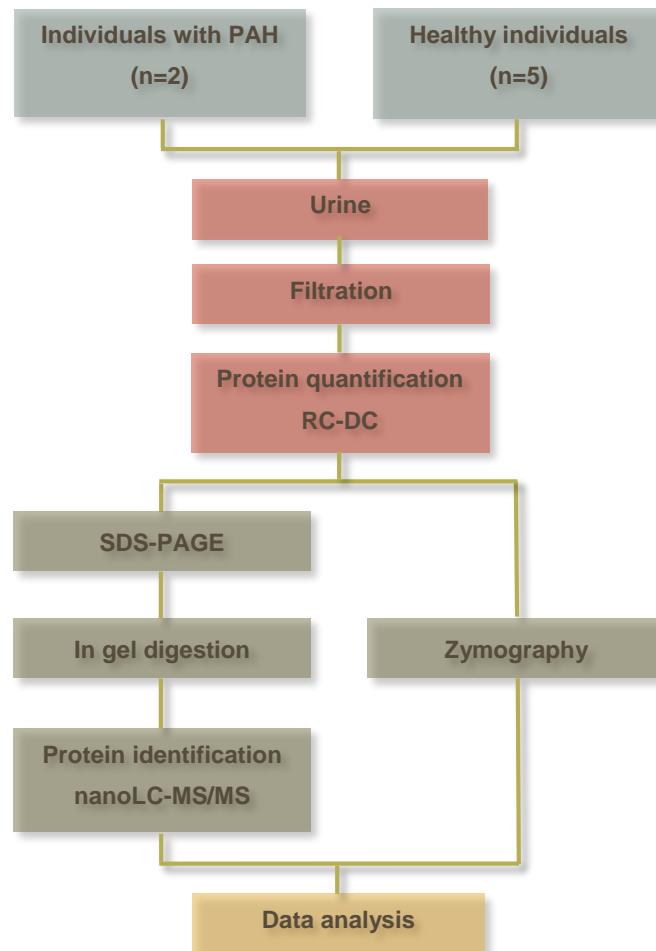 Individuals with PAH
(n=2)
Healthy individuals
(n=5)
Urine
Filtration
Protein quantification
RC-DC
SDS-PAGE
In gel digestion
Zymography
Protein identification
nanoLC-MS/MS
Data analysis